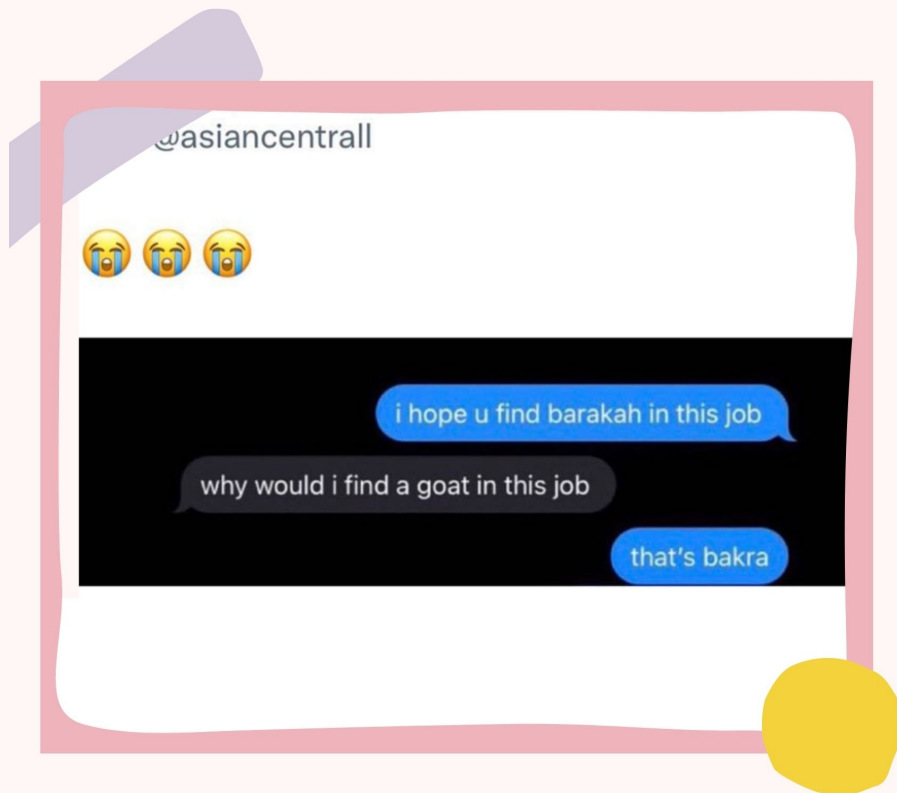 @asiancentrall
😭😭😭
i hope u find barakah in this job
why would i find a goat in this job
that's bakra